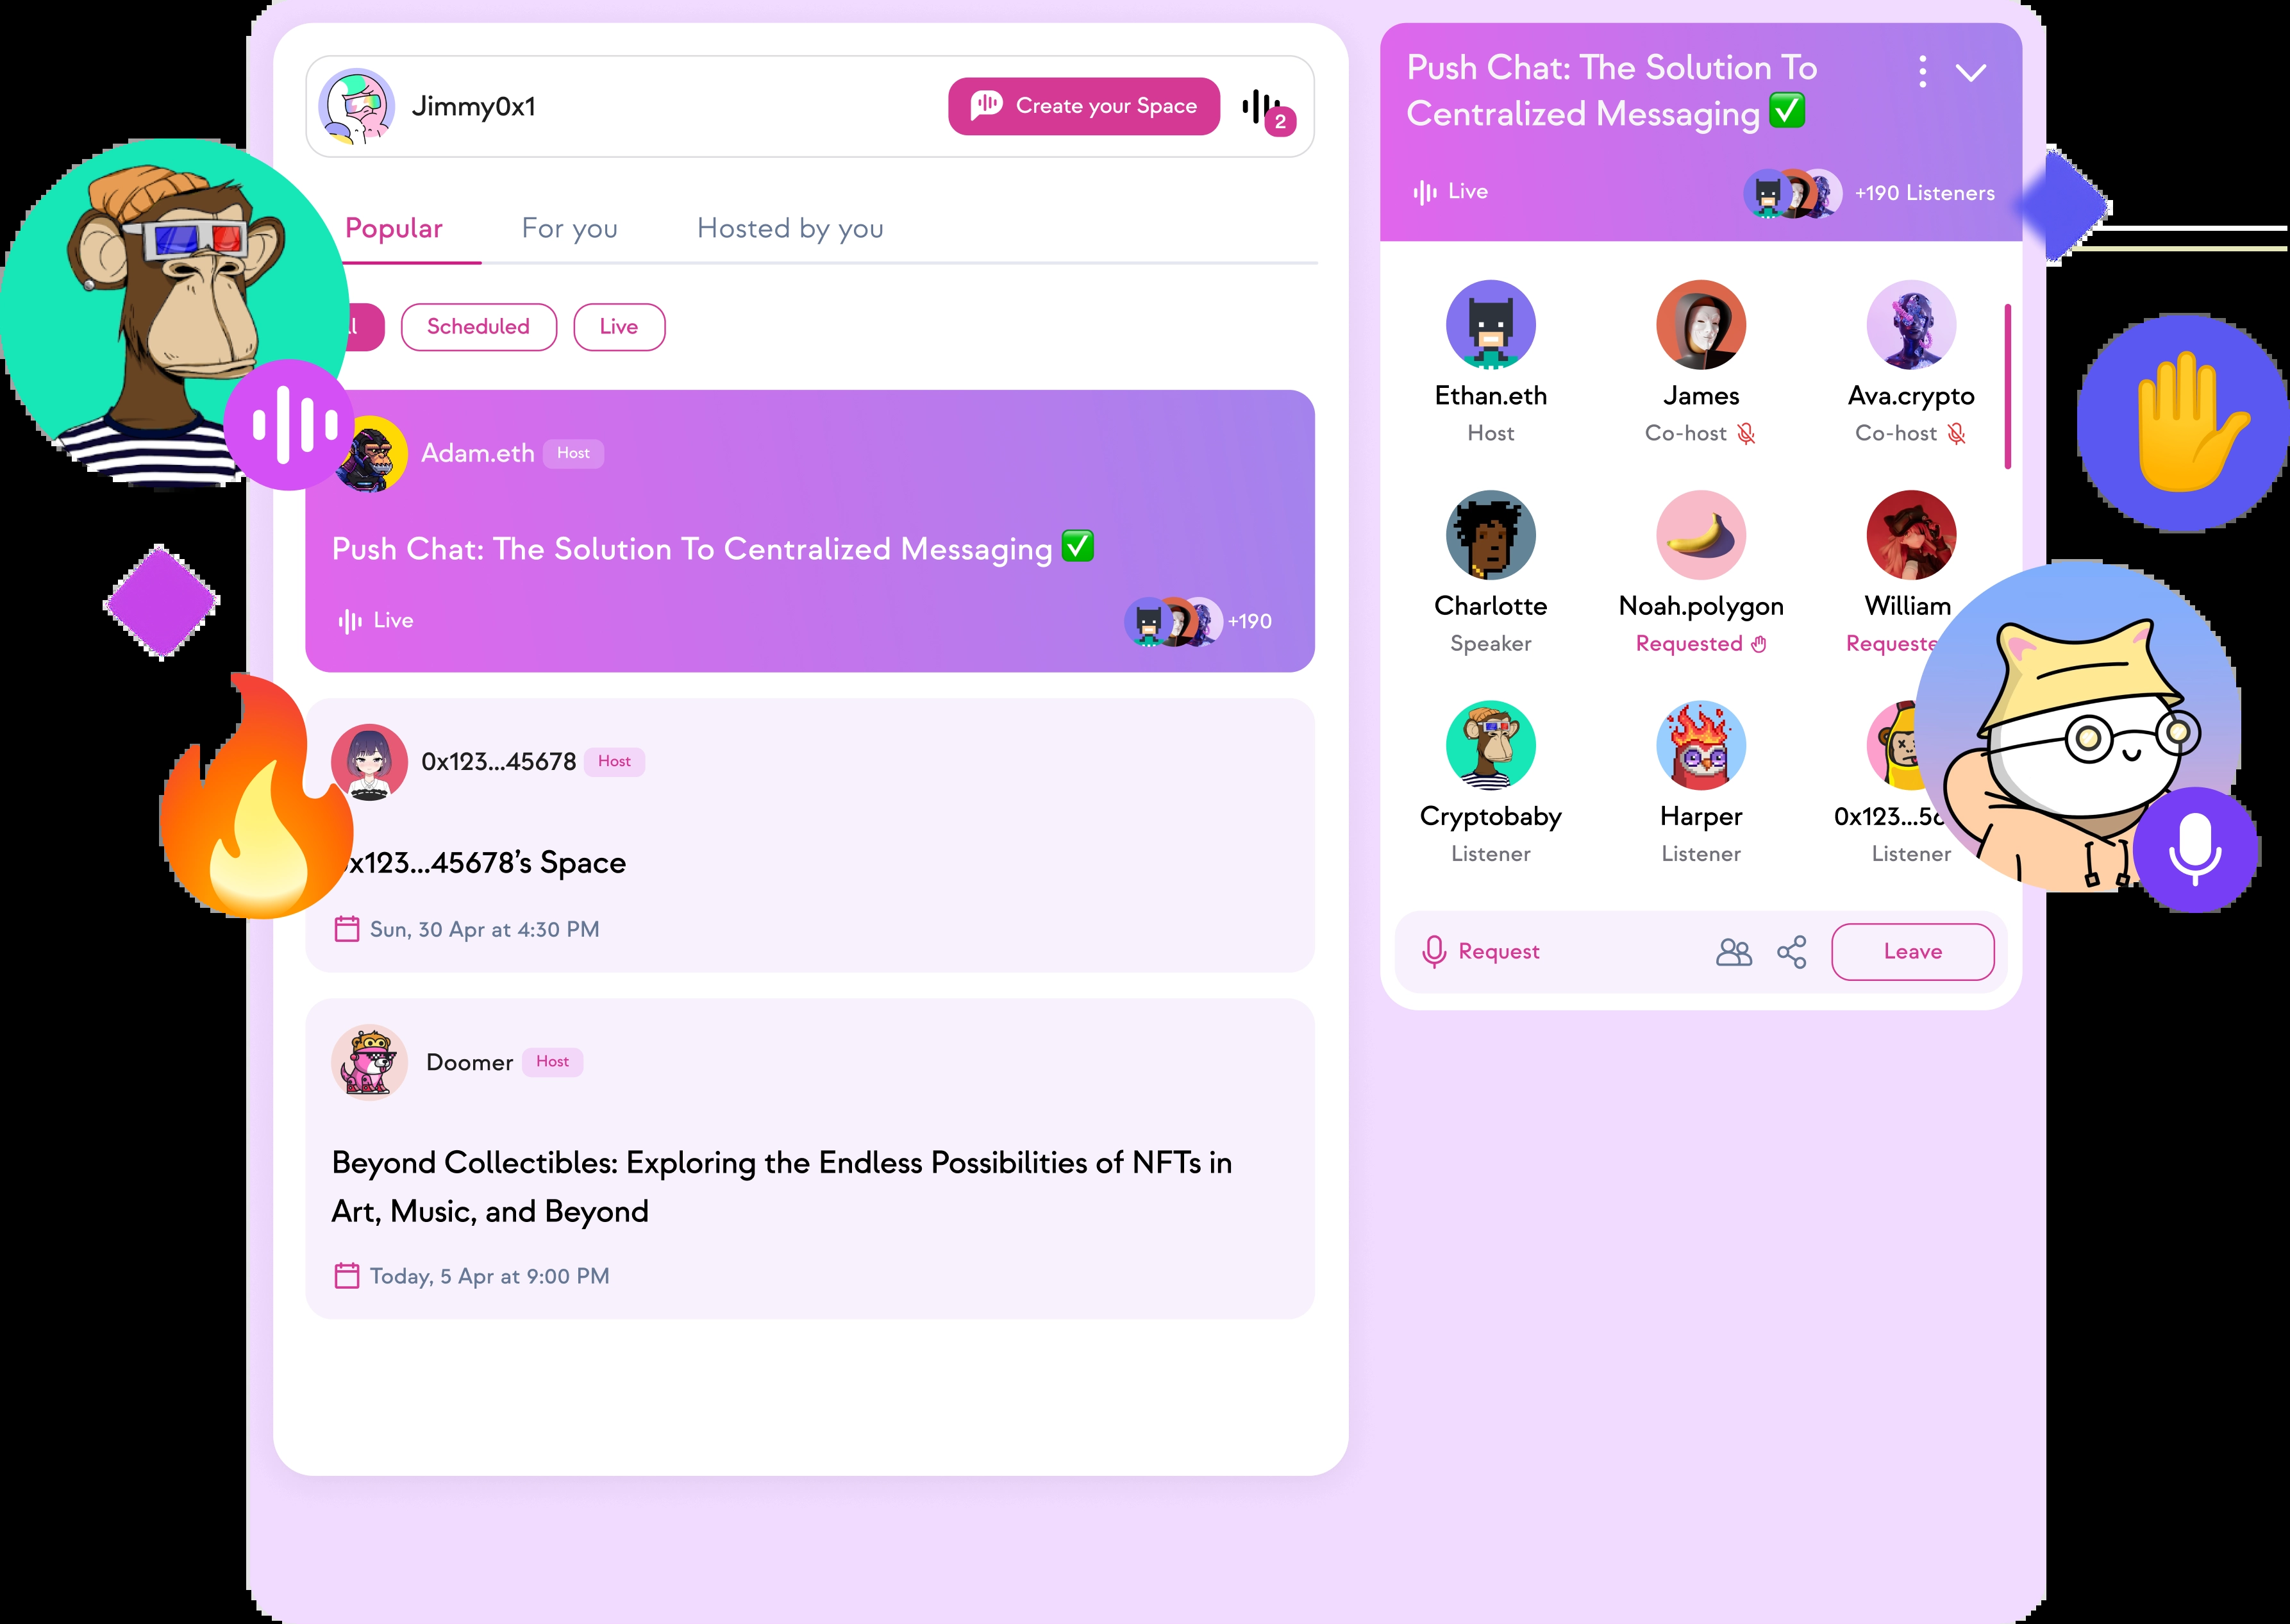 Jimmy0x1
Create your Space
2
Popular
For you
Hosted by you
Scheduled
Live
Adam.eth
Host
Push Chat: The Solution To Centralized Messaging ✅
Live
+190
0x123...45678
Host
x123...45678’s Space
Sun, 30 Apr at 4:30 PM
Doomer
Host
Beyond Collectibles: Exploring the Endless Possibilities of NFTs in
Art, Music, and Beyond
Today, 5 Apr at 9:00 PM
Push Chat: The Solution To
Centralized Messaging ✅
Live
+190 Listeners
Ethan.eth
Host
James
Co-host
Ava.crypto
Co-host
Charlotte
Speaker
Noah.polygon
Requested
William
Cryptobaby
Listener
Harper
Listener
Listener
Request
Leave